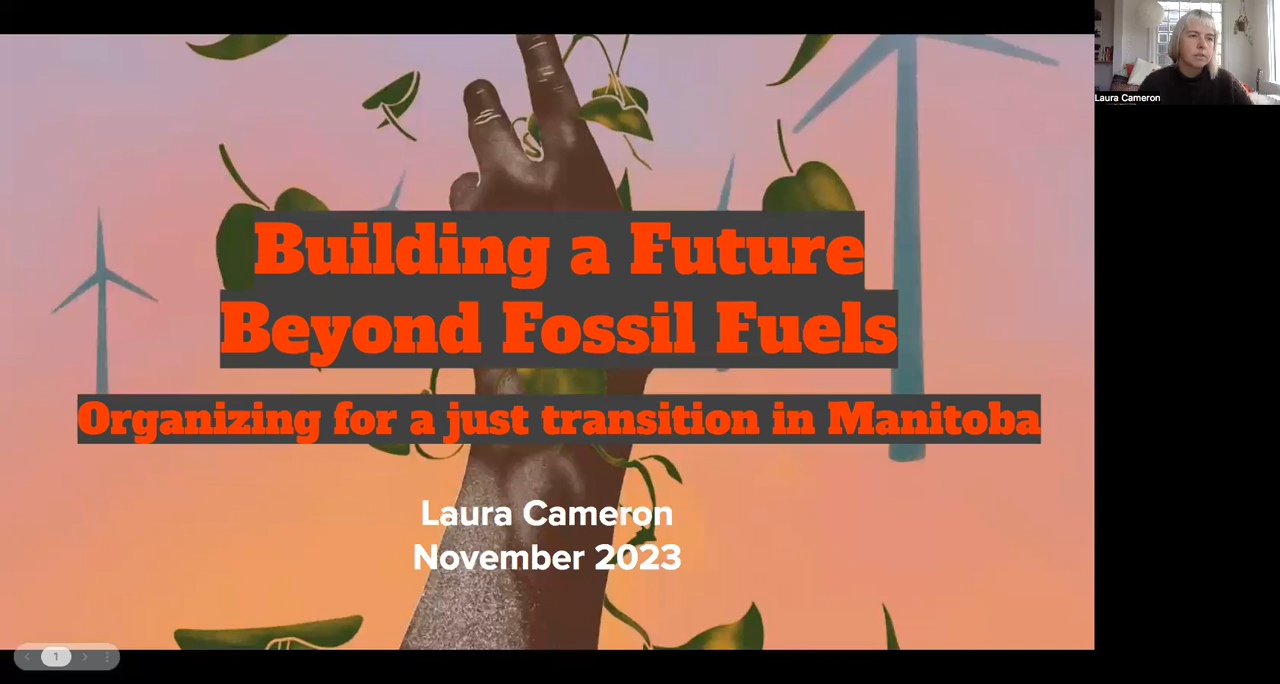 Laura Cameron
Building a Future
Beyond Fossil Fuels
Organizing for a just transition in Manitoba
Laura Cameron
November 2023
1